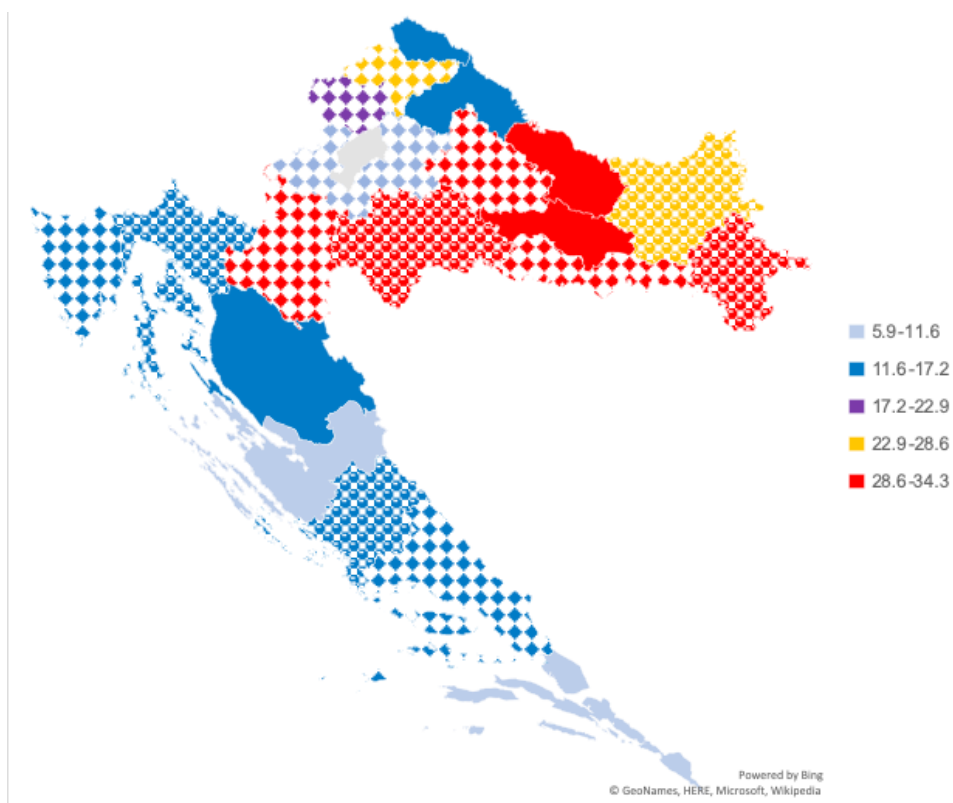 5.9-11.6
11.6-17.2
17.2-22.9
22.9-28.6
28.6-34.3
Powered by Bing
© GeoNames, HERE, Microsoft, Wikipedia